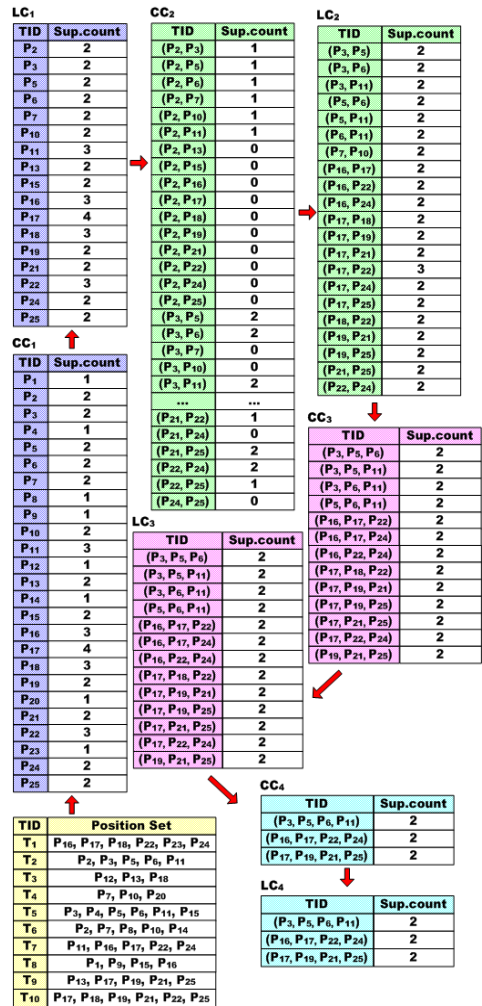 LC1
TID Sup.count
P2 2
P3 2
P5 2
P6 2
P7 2
P10 2
P11 3
P13 2
P15 2
P16 3
P17 4
P18 3
P19 2
P21 2
P22 3
P24 2
P25 2
CC2
TID Sup.count
(P2, P3) 1
(P2, P5) 1
(P2, P6) 1
(P2, P7) 1
(P2, P10) 1
(P2, P11) 1
(P2, P13) 0
(P2, P15) 0
(P2, P16) 0
(P2, P17) 0
(P2, P18) 0
(P2, P19) 0
(P2, P21) 0
(P2, P22) 0
(P2, P24) 0
(P2, P25) 0
(P3, P5) 2
(P3, P6) 2
(P3, P7) 0
(P3, P10) 0
(P3, P11) 2
... ...
(P21, P22) 1
(P21, P24) 0
(P21, P25) 2
(P22, P24) 2
(P22, P25) 1
(P24, P25) 0
LC2
TID Sup.count
(P3, P5) 2
(P3, P6) 2
(P3, P11) 2
(P5, P6) 2
(P5, P11) 2
(P6, P11) 2
(P7, P10) 2
(P16, P17) 2
(P16, P22) 2
(P16, P24) 2
(P17, P18) 2
(P17, P19) 2
(P17, P21) 2
(P17, P22) 3
(P17, P24) 2
(P17, P25) 2
(P18, P22) 2
(P19, P21) 2
(P19, P25) 2
(P21, P25) 2
(P22, P24) 2
CC1
TID Sup.count
P1 1
P2 2
P3 2
P4 1
P5 2
P6 2
P7 2
P8 1
P9 1
P10 2
P11 3
P12 1
P13 2
P14 1
P15 2
P16 3
P17 4
P18 3
P19 2
P20 1
P21 2
P22 3
P23 1
P24 2
P25 2
CC3
TID Sup.count
(P3, P5, P6) 2
(P3, P5, P11) 2
(P3, P6, P11) 2
(P5, P6, P11) 2
(P16, P17, P22) 2
(P16, P17, P24) 2
(P16, P22, P24) 2
(P17, P18, P22) 2
(P17, P19, P21) 2
(P17, P19, P25) 2
(P17, P21, P25) 2
(P17, P22, P24) 2
(P19, P21, P25) 2
LC3
TID Sup.count
(P3, P5, P6) 2
(P3, P5, P11) 2
(P3, P6, P11) 2
(P5, P6, P11) 2
(P16, P17, P22) 2
(P16, P17, P24) 2
(P16, P22, P24) 2
(P17, P18, P22) 2
(P17, P19, P21) 2
(P17, P19, P25) 2
(P17, P21, P25) 2
(P17, P22, P24) 2
(P19, P21, P25) 2
TID Position Set
T1 P16, P17, P18, P22, P23, P24
T2 P2, P3, P5, P6, P11
T3 P12, P13, P18
T4 P7, P10, P20
T5 P3, P4, P5, P6, P11, P15
T6 P2, P7, P8, P10, P14
T7 P11, P16, P17, P22, P24
T8 P1, P9, P15, P16
T9 P13, P17, P19, P21, P25
T10 P17, P18, P19, P21, P22, P25
CC4
TID Sup.count
(P3, P5, P6, P11) 2
(P16, P17, P22, P24) 2
(P17, P19, P21, P25) 2
LC4
TID Sup.count
(P3, P5, P6, P11) 2
(P16, P17, P22, P24) 2
(P17, P19, P21, P25) 2